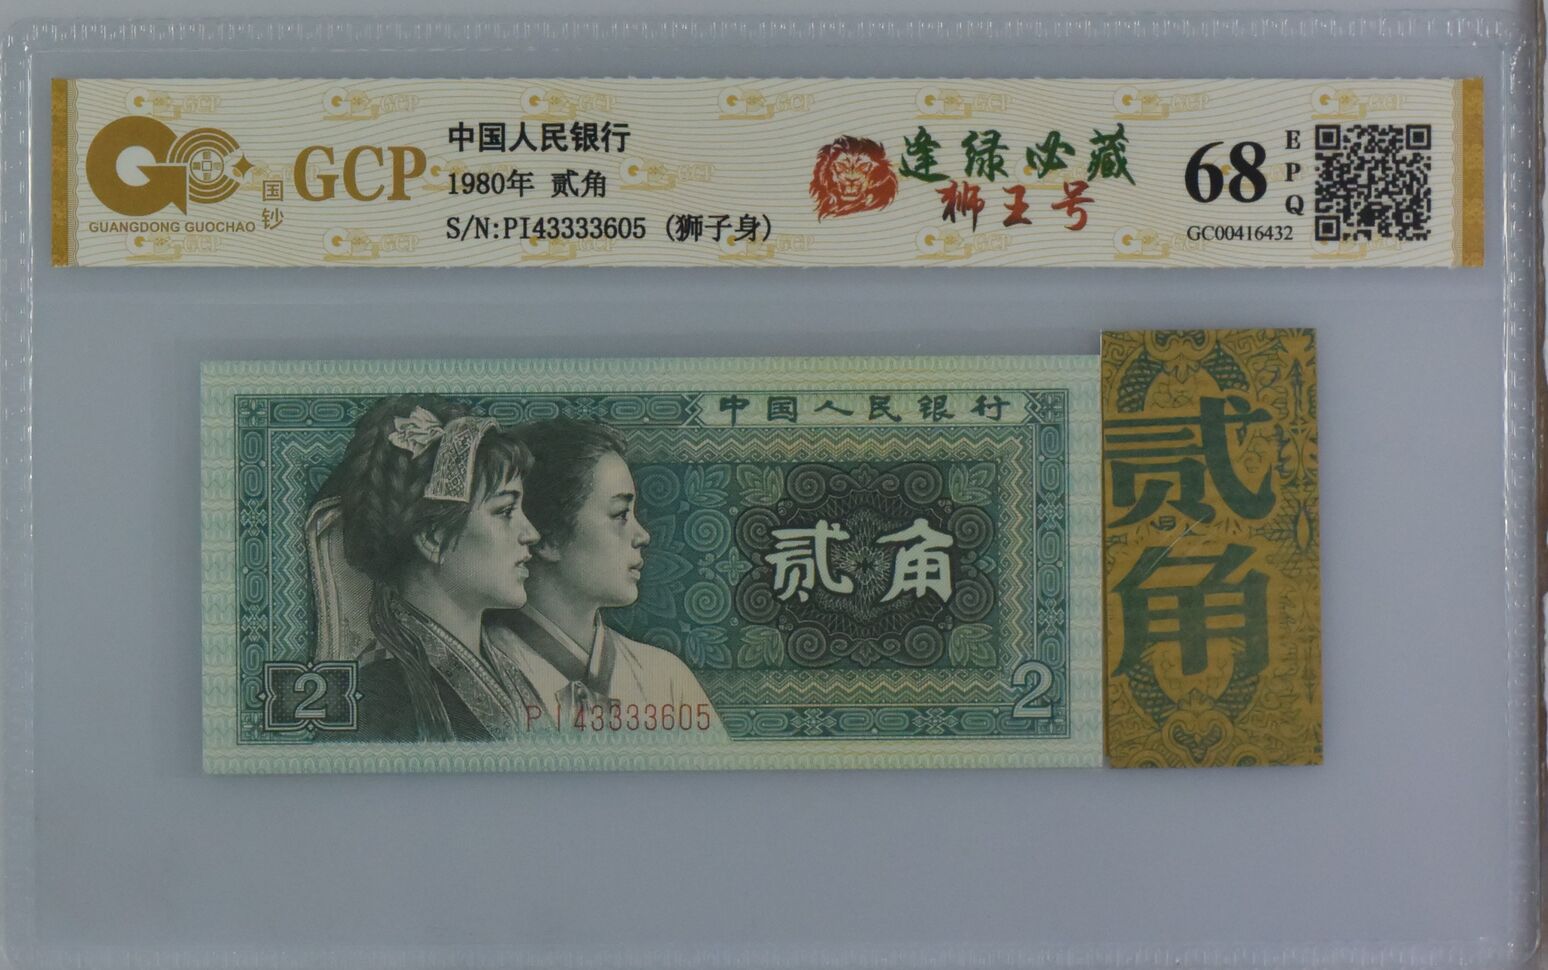 GCP
国钞
GUANGDONG GUOCHAO
中国人民银行
1980年 贰角
S/N:PI43333605 (狮子身)
逢绿必藏
狮王号
68
EPQ
GC00416432
中国人民银行
贰角
2
PI43333605
2
贰角